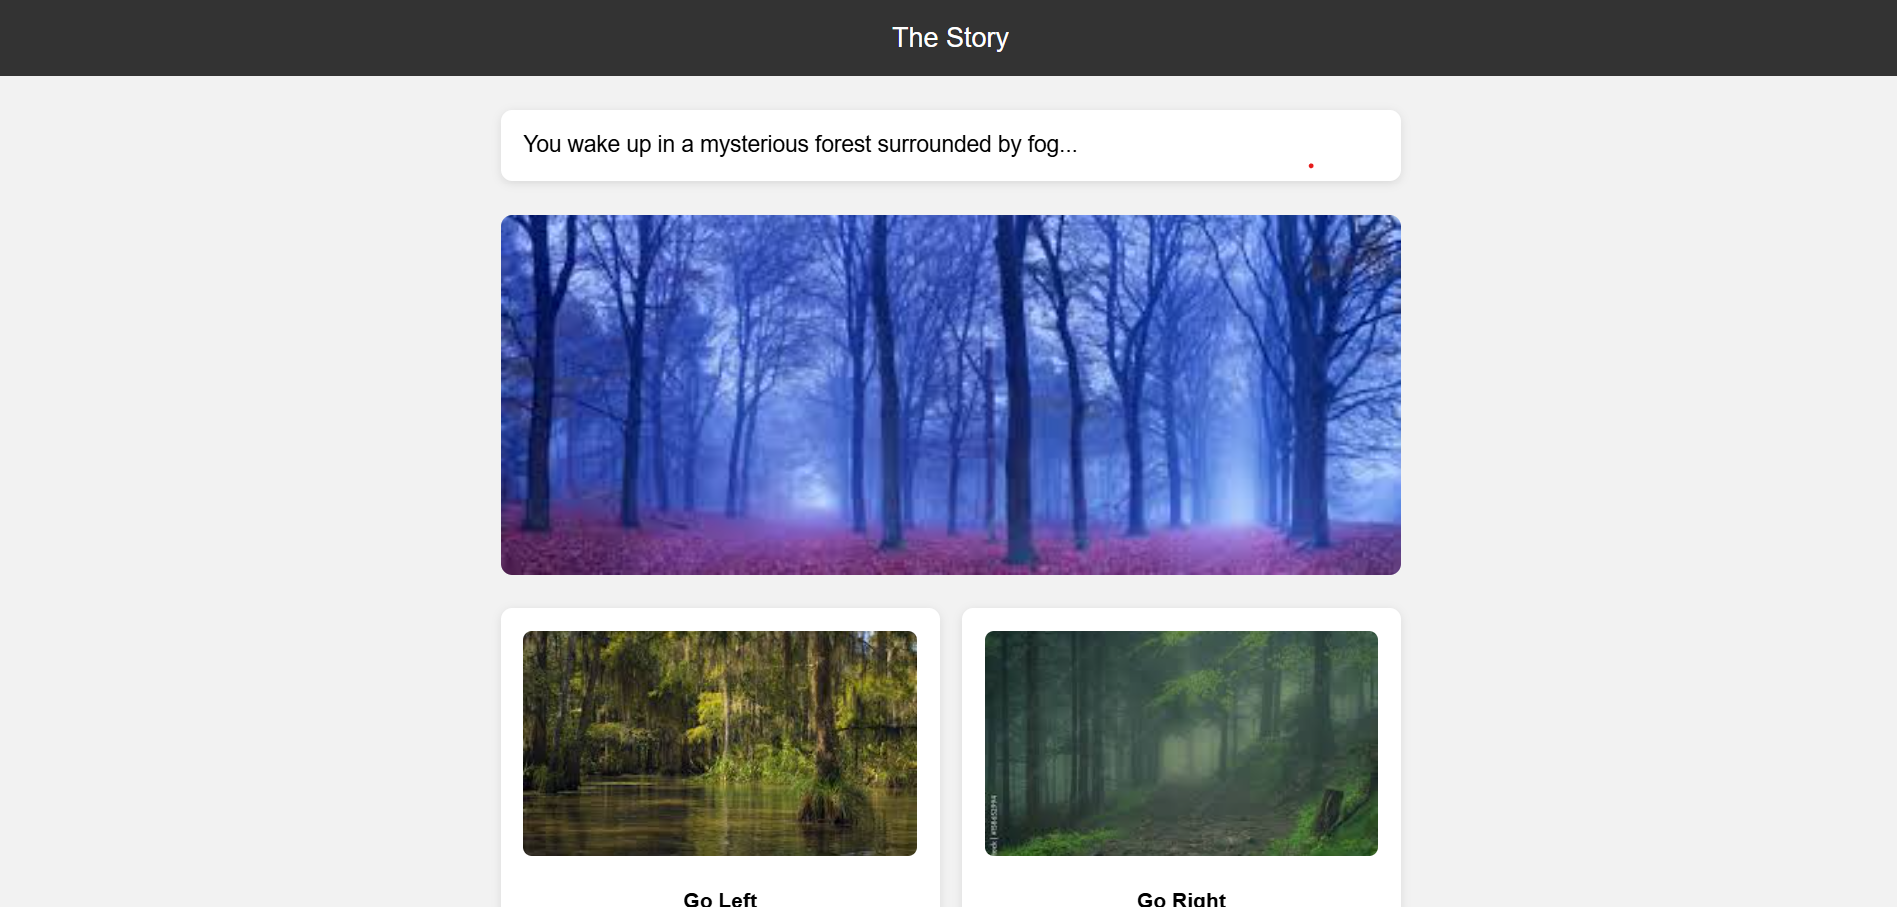 The Story
You wake up in a mysterious forest surrounded by fog...
Go Left
Go Right